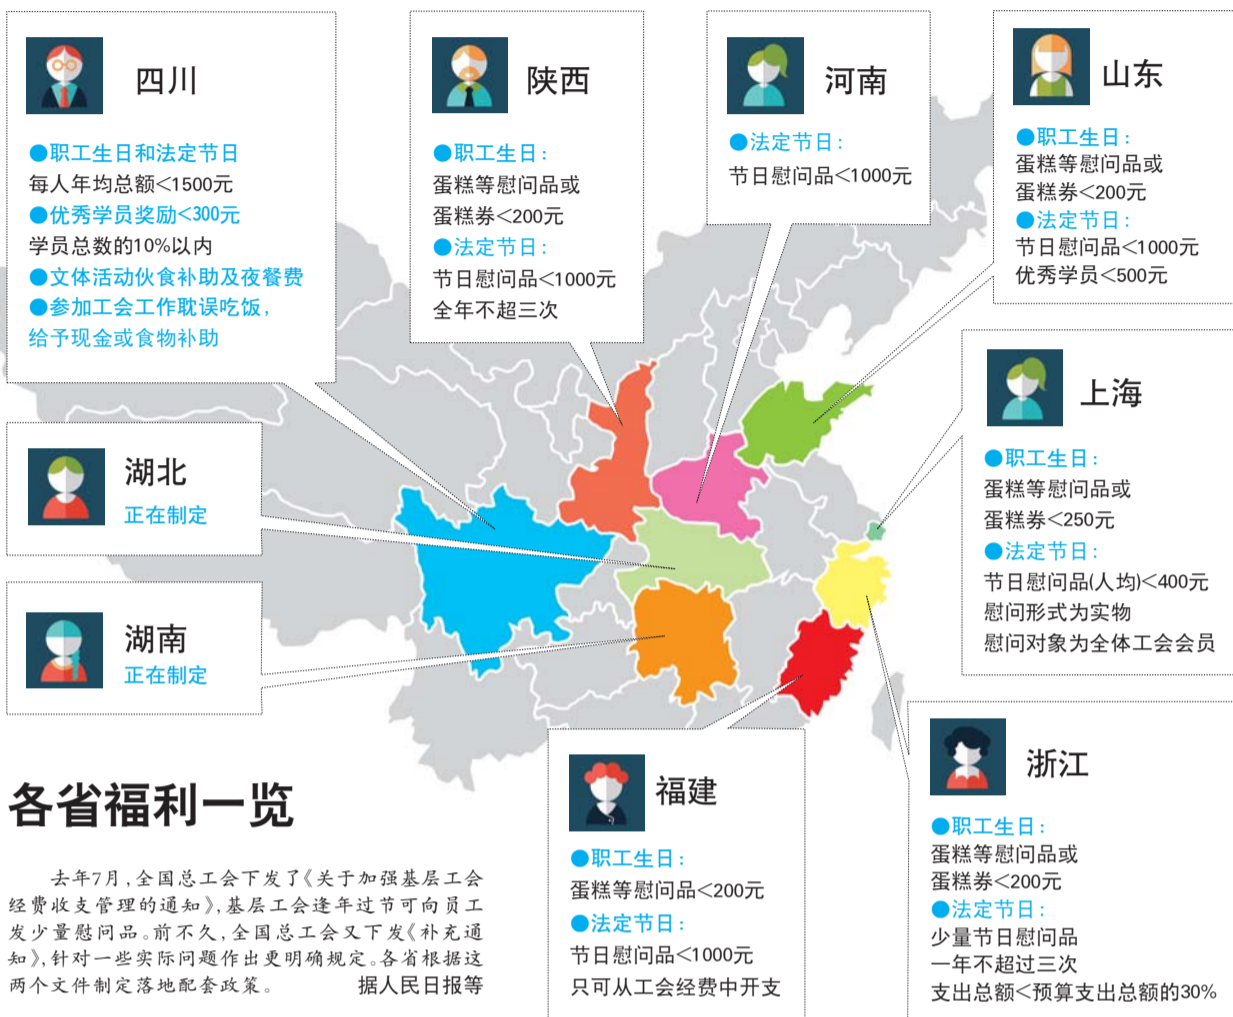 四川
●职工生日和法定节日
每人年均总额<1500元
●优秀学员奖励<300元
学员总数的10%以内
●文体活动伙食补助及夜餐费
●参加工会工作耽误吃饭,
给予现金或食物补助
陕西
●职工生日:
蛋糕等慰问品或
蛋糕券<200元
●法定节日:
节日慰问品<1000元
全年不超三次
河南
●法定节日:
节日慰问品<1000元
山东
●职工生日:
蛋糕等慰问品或
蛋糕券<200元
●法定节日:
节日慰问品<1000元
优秀学员<500元
上海
●职工生日:
蛋糕等慰问品或
蛋糕券<250元
●法定节日:
节日慰问品(人均)<400元
慰问形式为实物
慰问对象为全体工会会员
湖北
正在制定
湖南
正在制定
福建
●职工生日:
蛋糕等慰问品<200元
●法定节日:
节日慰问品<1000元
只可从工会经费中开支
浙江
●职工生日:
蛋糕等慰问品或
蛋糕券<200元
●法定节日:
少量节日慰问品
一年不超过三次
支出总额<预算支出总额的30%
各省福利一览
去年7月,全国总工会下发了《关于加强基层工会
经费收支管理的通知》,基层工会逢年过节可向员工
发少量慰问品。前不久,全国总工会又下发《补充通
知》,针对一些实际问题作出更明确规定。各省根据这
两个文件制定落地配套政策。 据人民日报等